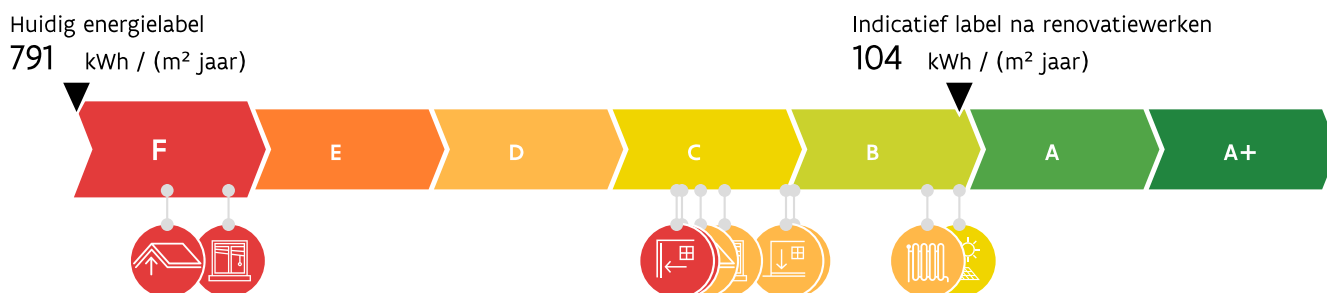 Huidig energielabel
791 kWh / (m² jaar)
Indicatief label na renovatiewerken
104 kWh / (m² jaar)
F E D C B A A+